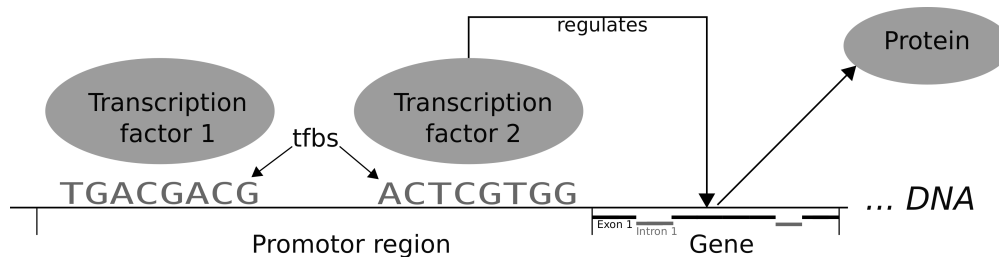 regulates
Protein
Transcription
factor 1
Transcription
factor 2
tfbs
TGACGACG
ACTCGTGG
... DNA
Exon 1
Intron 1
Promotor region
Gene